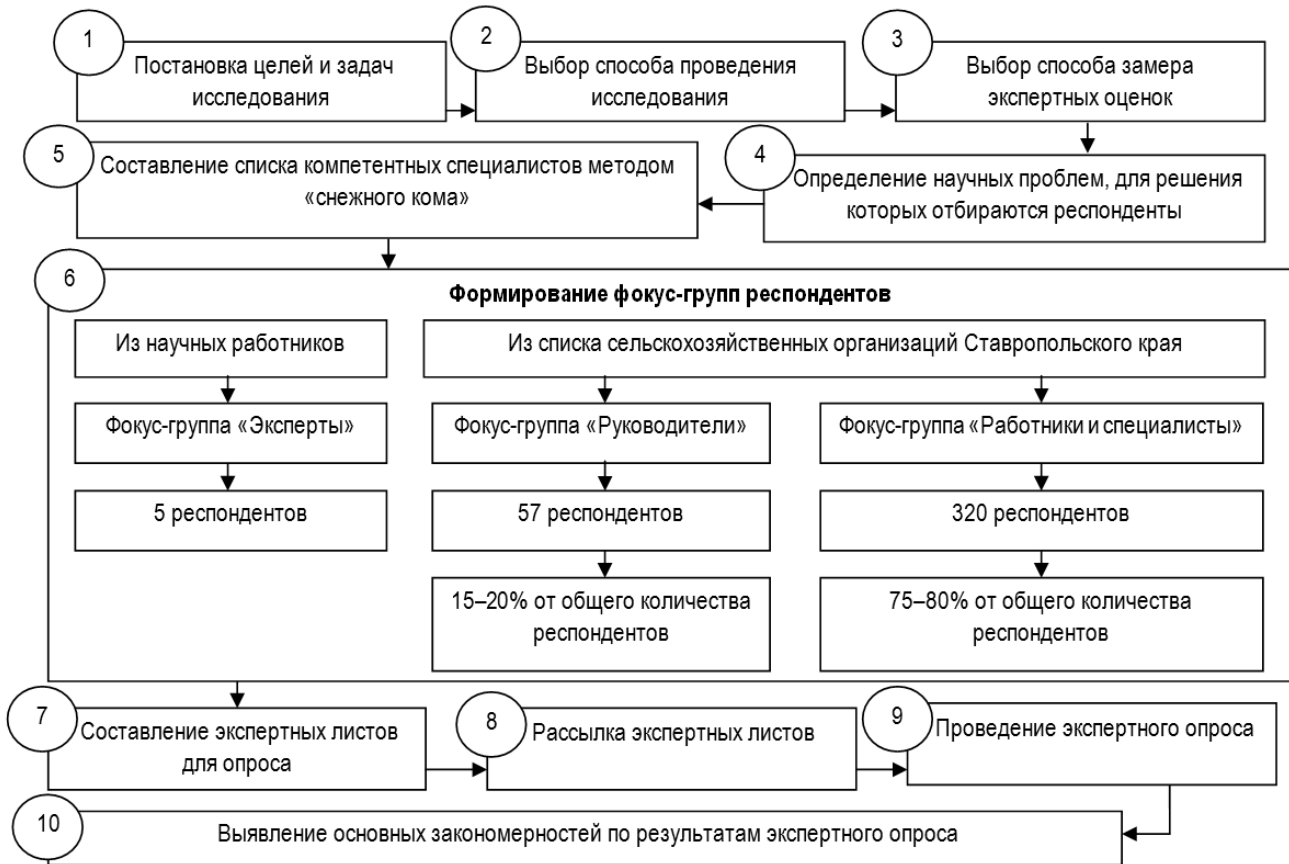 1
Постановка целей и задач
исследования
2
Выбор способа проведения
исследования
3
Выбор способа замера
экспертных оценок
4
Определение научных проблем, для решения
которых отбираются респонденты
5
Составление списка компетентных специалистов методом
«снежного кома»
6
Формирование фокус-групп респондентов
Из научных работников
Из списка сельскохозяйственных организаций Ставропольского края
Фокус-группа «Эксперты»
Фокус-группа «Руководители»
Фокус-группа «Работники и специалисты»
5 респондентов
57 респондентов
320 респондентов
15–20% от общего количества
респондентов
75–80% от общего количества
респондентов
7
Составление экспертных листов
для опроса
8
Рассылка экспертных листов
9
Проведение экспертного опроса
10
Выявление основных закономерностей по результатам экспертного опроса